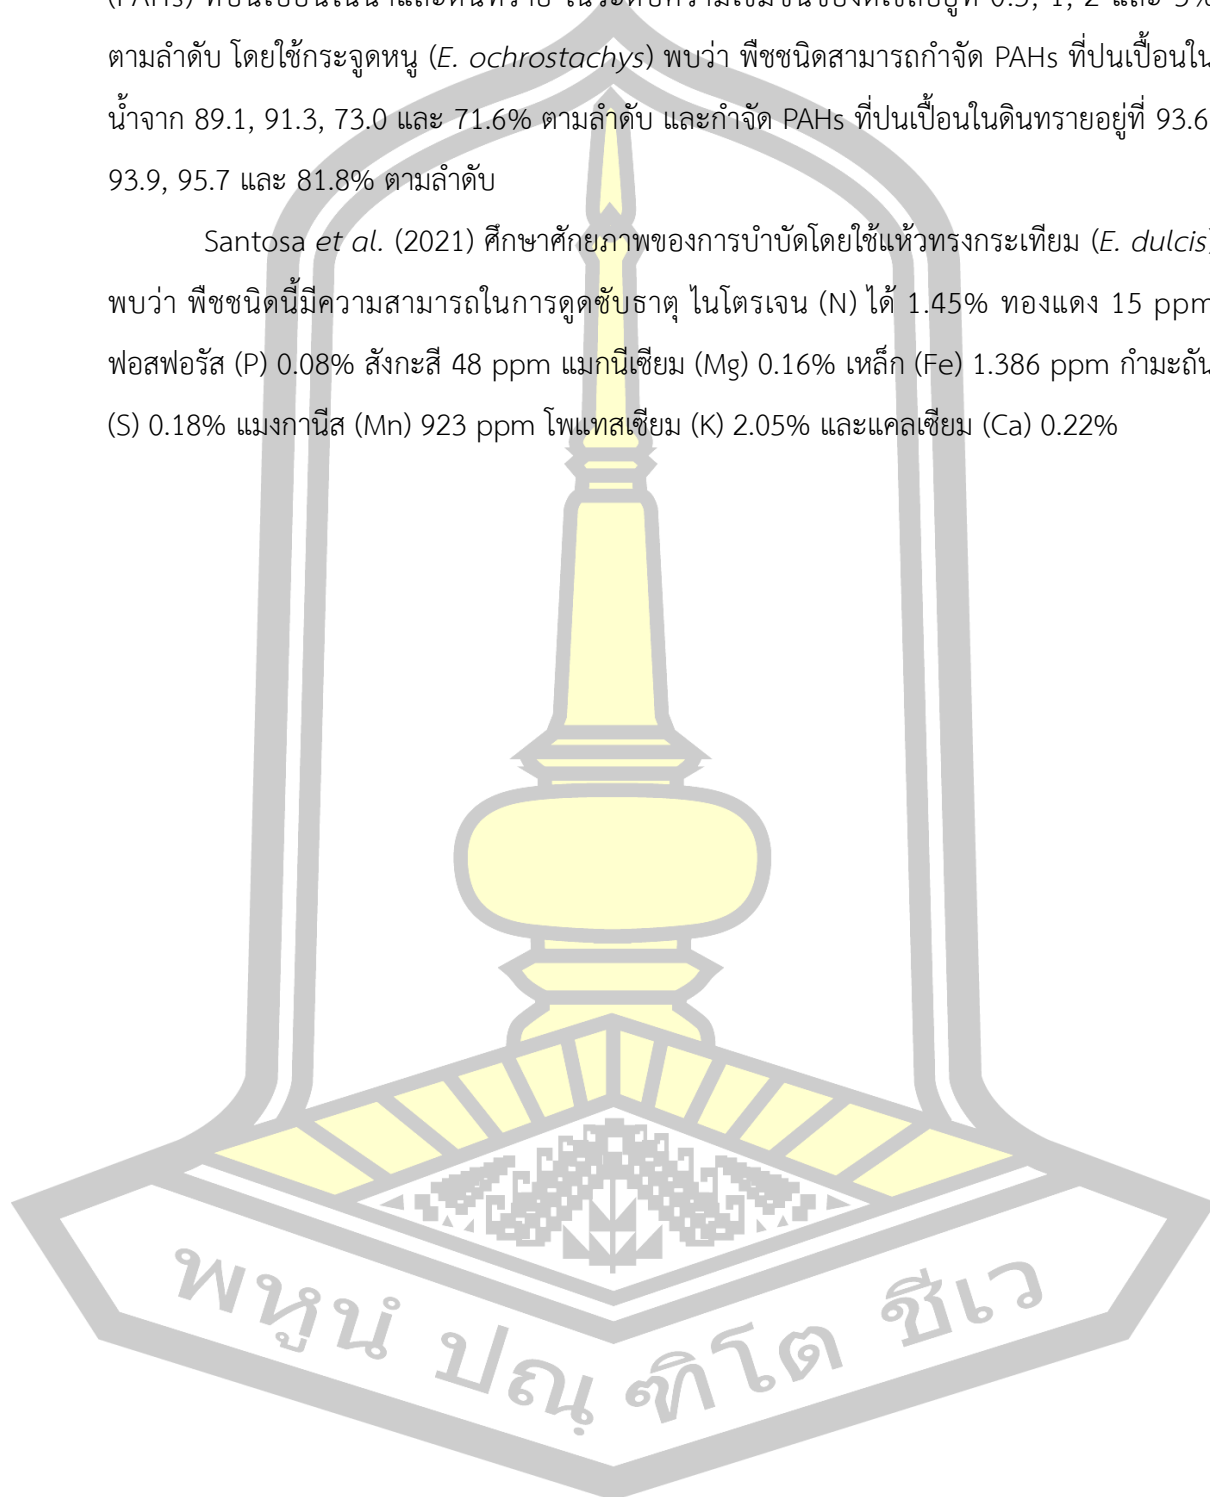 ตามลำดับ โดยใช้กระจูดหนู (E. ochrostachys) พบว่า พืชชนิดสามารถกำจัด PAHs ที่ปนเปื้อนใน
น้ำจาก 89.1, 91.3, 73.0 และ 71.6% ตามลำดับ และกำจัด PAHs ที่ปนเปื้อนในดินทรายอยู่ที่ 93.6
93.9, 95.7 และ 81.8% ตามลำดับ
Santosa et al. (2021) ศึกษาศักยภาพของการบำบัดโดยใช้แห้วทรงกระเทียม (E. dulcis)
พบว่า พืชชนิดนี้มีความสามารถในการดูดซับธาตุ ไนโตรเจน (N) ได้ 1.45% ทองแดง 15 ppm
ฟอสฟอรัส (P) 0.08% สังกะสี 48 ppm แมกนีเซียม (Mg) 0.16% เหล็ก (Fe) 1.386 ppm กำมะถัน
(S) 0.18% แมงกานีส (Mn) 923 ppm โพแทสเซียม (K) 2.05% และแคลเซียม (Ca) 0.22%
พหูนํ ปณฺฑิโต ชีเว